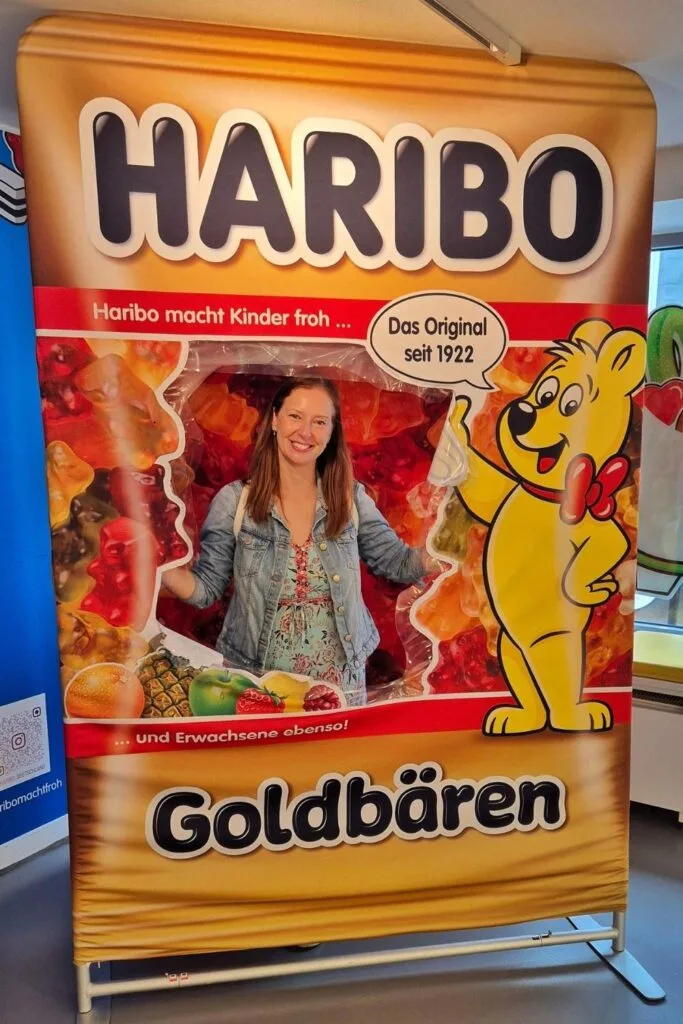 HARIBO
Haribo macht Kinder froh ...
Das Original
seit 1922
... und Erwachsene ebenso!
Goldbären
ribomachtfroh